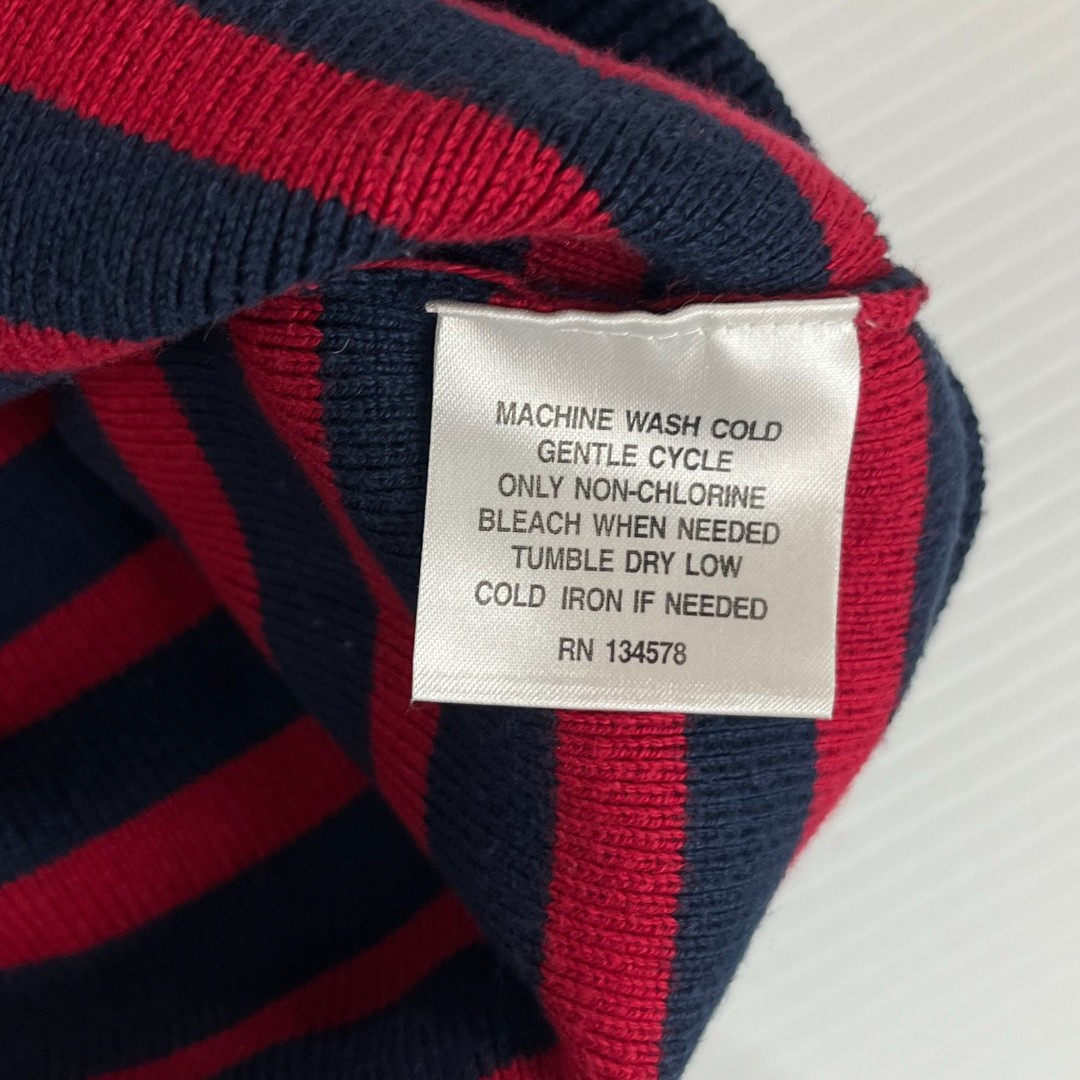 MACHINE WASH COLD
GENTLE CYCLE
ONLY NON-CHLORINE
BLEACH WHEN NEEDED
TUMBLE DRY LOW
COLD IRON IF NEEDED
RN 134578